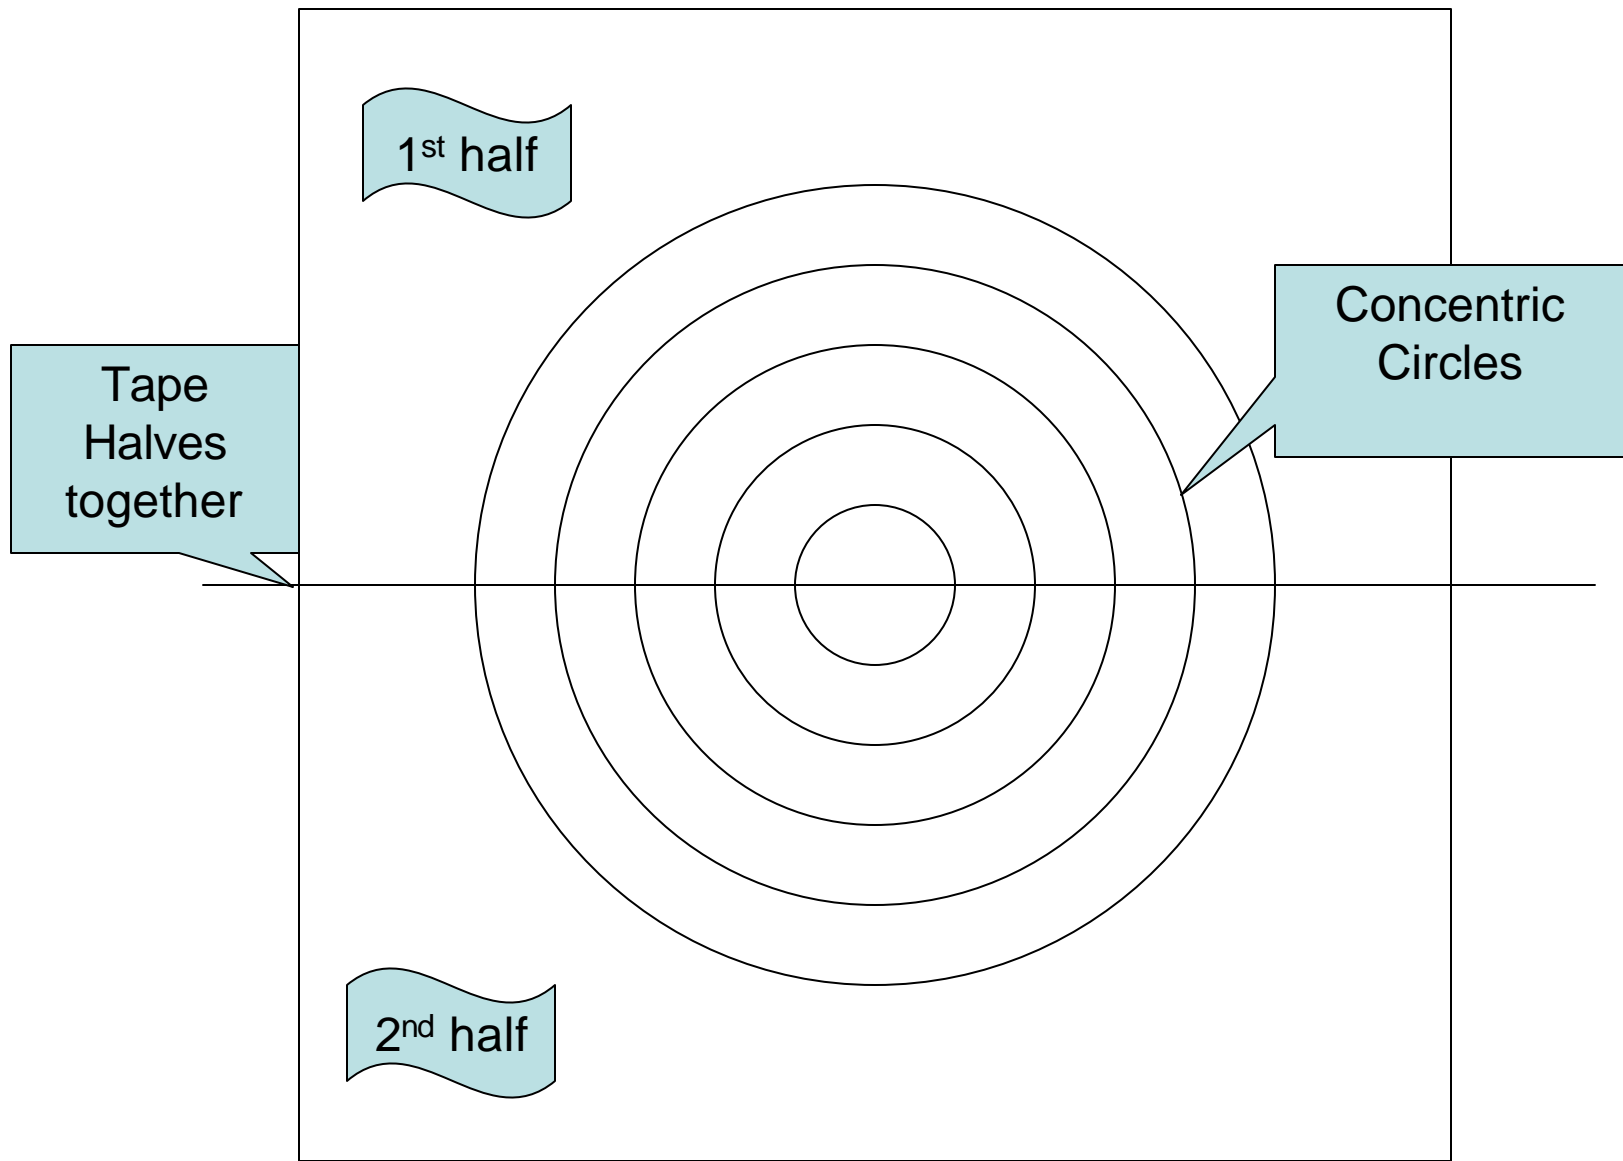 1st half
Concentric
Circles
Tape
Halves
together
2nd half